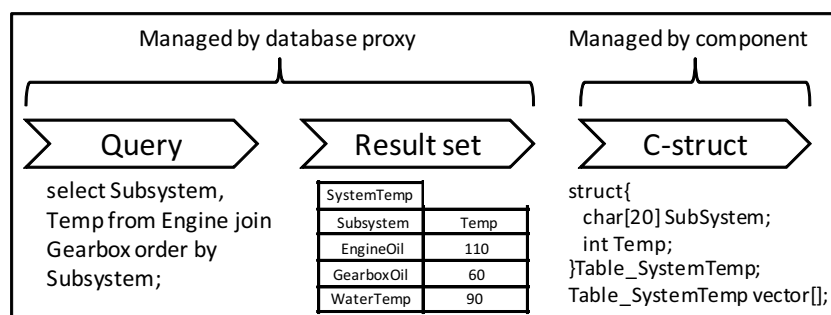 Managed by database proxy
Managed by component
Query
Result set
C-struct
select Subsystem,
Temp from Engine join
Gearbox order by
Subsystem;
SystemTemp
Subsystem Temp
EngineOil 110
GearboxOil 60
WaterTemp 90
struct{
char[20] SubSystem;
int Temp;
}Table_SystemTemp;
Table_SystemTemp vector[];